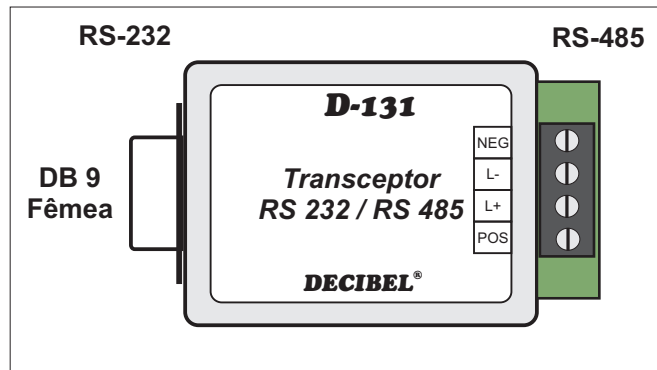 RS-232
RS-485
D-131
NEG
L-
L+
POS
DB 9
Fêmea
Transceptor
RS 232 / RS 485
DECIBEL®